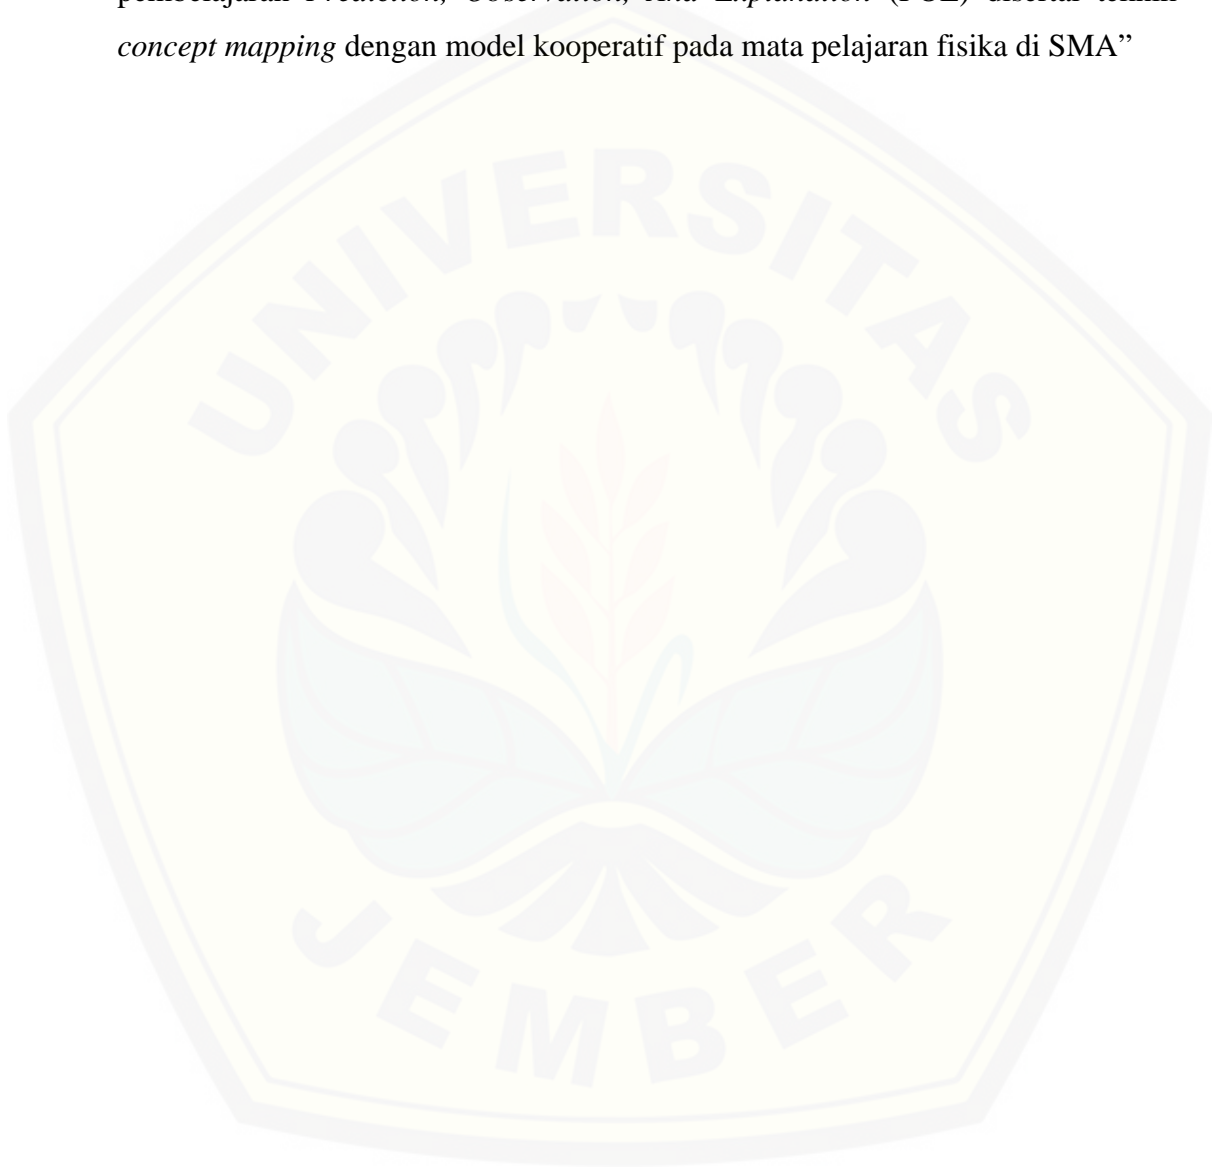 pembelajaran Prediction, Observation, And Explanation (POE) disertai teknik
concept mapping dengan model kooperatif pada mata pelajaran fisika di SMA”
UNIVERSITAS
JEMBER